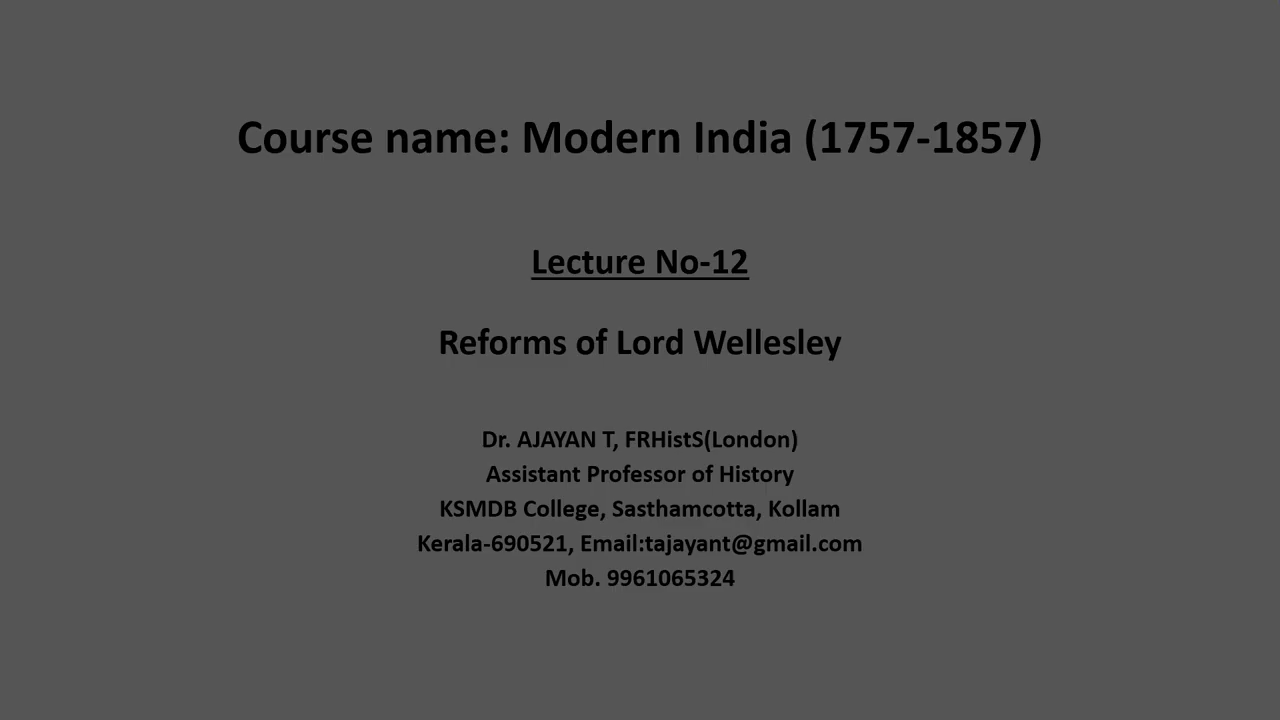 Course name: Modern India (1757-1857)
Lecture No-12
Reforms of Lord Wellesley
Dr. AJAYAN T, FRHistS(London)
Assistant Professor of History
KSMDB College, Sasthamcotta, Kollam
Kerala-690521, Email:tajayant@gmail.com
Mob. 9961065324